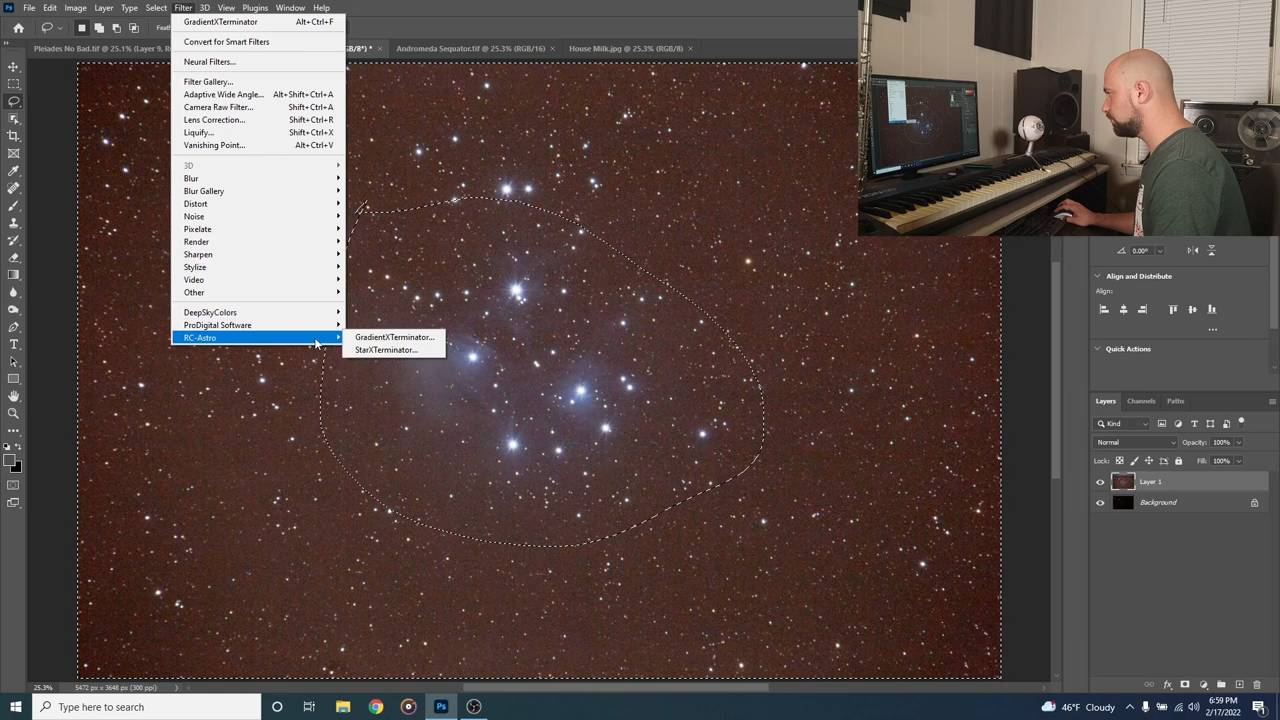 Ps File Edit Image Layer Type Select Filter 3D View Plugins Window Help
Pleiades No Bad.tif @ 25.1% (Layer 9, GB/8*) * × Andromeda Sequator.tif @ 25.3% (RGB/16) × House Milk.jpg @ 25.3% (RGB/8) ×
GradientXTerminator Alt+Ctrl+F
Convert for Smart Filters
Neural Filters...
Filter Gallery...
Adaptive Wide Angle... Alt+Shift+Ctrl+A
Camera Raw Filter... Shift+Ctrl+A
Lens Correction... Shift+Ctrl+R
Liquify... Shift+Ctrl+X
Vanishing Point... Alt+Ctrl+V
3D
Blur
Blur Gallery
Distort
Noise
Pixelate
Render
Sharpen
Stylize
Video
Other
DeepSkyColors
ProDigital Software
RC-Astro
GradientXTerminator...
StarXTerminator...
0.00°
Align and Distribute
Align:
Quick Actions
Layers Channels Paths
Kind
Normal Opacity: 100%
Lock: Fill: 100%
Layer 1
Background
25.3% 5472 px x 3648 px (300 ppi)
Type here to search
Ps
46°F Cloudy
6:59 PM
2/17/2022